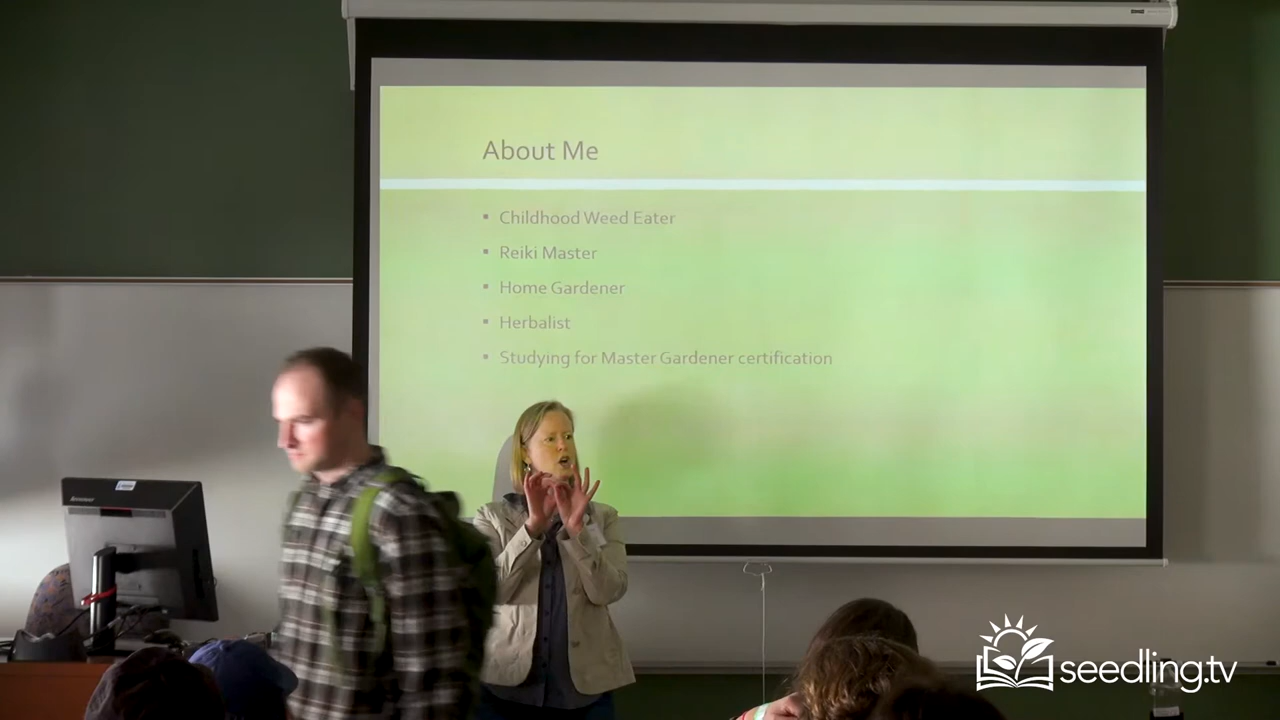 About Me
▪ Childhood Weed Eater
▪ Reiki Master
▪ Home Gardener
▪ Herbalist
▪ Studying for Master Gardener certification
seedling.tv